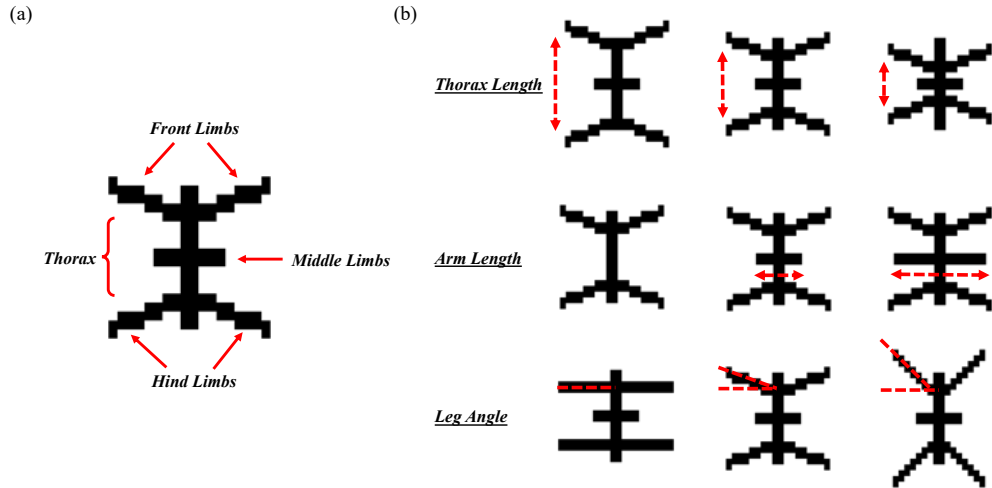 (a)
Front Limbs
Thorax
Middle Limbs
Hind Limbs
(b)
Thorax Length
Arm Length
Leg Angle